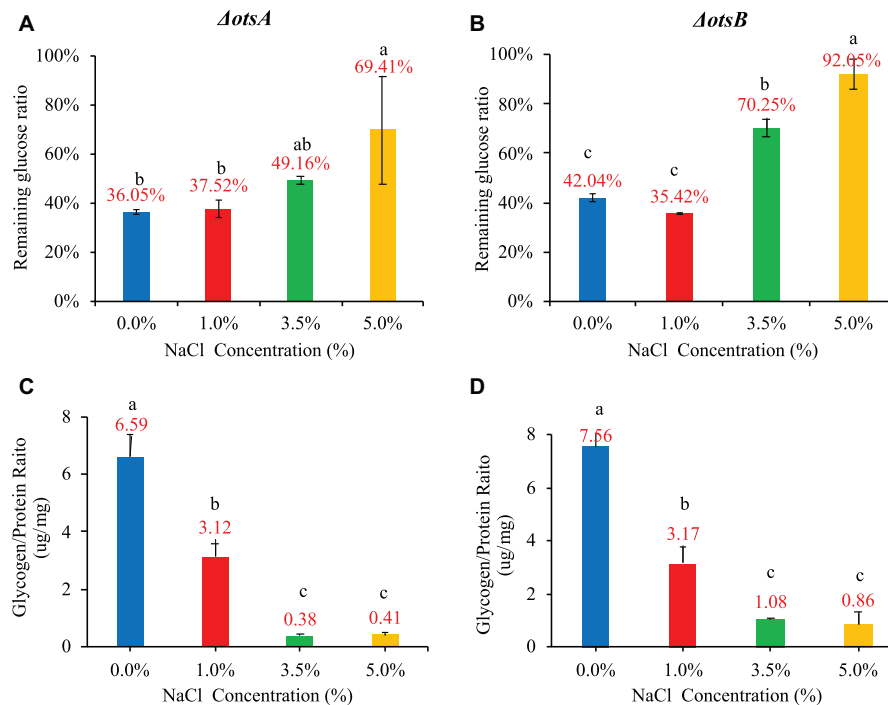 A
ΔotsA
Remaining glucose ratio
100%
80%
60%
40%
20%
0%
b
36.05%
b
37.52%
ab
49.16%
a
69.41%
0.0%
1.0%
3.5%
5.0%
NaCl Concentration (%)
B
ΔotsB
Remaining glucose ratio
100%
80%
60%
40%
20%
0%
c
42.04%
c
35.42%
b
70.25%
a
92.05%
0.0%
1.0%
3.5%
5.0%
NaCl Concentration (%)
C
Glycogen/Protein Raito
(ug/mg)
8
6
4
2
0
a
6.59
b
3.12
c
0.38
c
0.41
0.0%
1.0%
3.5%
5.0%
NaCl Concentration (%)
D
Glycogen/Protein Raito
(ug/mg)
8
6
4
2
0
a
7.56
b
3.17
c
1.08
c
0.86
0.0%
1.0%
3.5%
5.0%
NaCl Concentration (%)